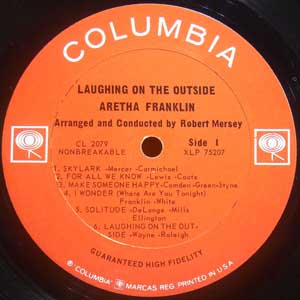 COLUMBIA
LAUGHING ON THE OUTSIDE
ARETHA FRANKLIN
Arranged and Conducted by Robert Mersey
CL 2079
NONBREAKABLE
Side 1
XLP 75207
1. SKYLARK -Mercer- Carmichael
2. FOR ALL WE KNOW -Lewis- Coots
3. MAKE SOMEONE HAPPY -Comden-Green-Styne
4. I WONDER (Where Are You Tonight)
Franklin -White
5. SOLITUDE -DeLange- Mills
Ellington
6. LAUGHING ON THE OUT-
SIDE -Wayne-Raleigh
GUARANTEED HIGH FIDELITY
® "COLUMBIA" MARCAS REG. PRINTED IN U.S.A.